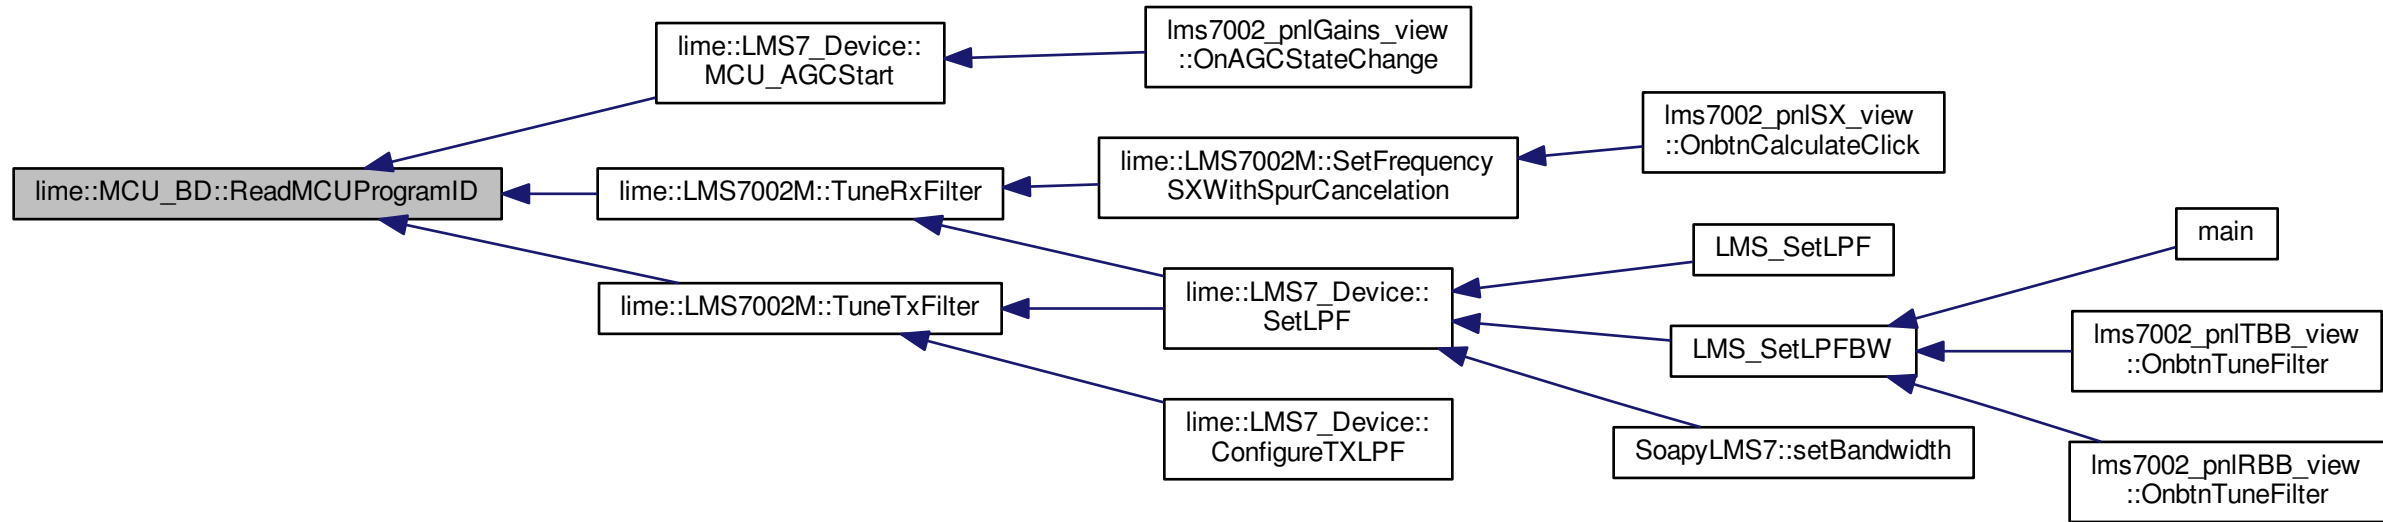 lime::MCU_BD::ReadMCUProgramID
lime::LMS7_Device::
MCU_AGCStart
lms7002_pnlGains_view
::OnAGCStateChange
lime::LMS7002M::TuneRxFilter
lime::LMS7002M::SetFrequency
SXWithSpurCancelation
lms7002_pnlSX_view
::OnbtnCalculateClick
lime::LMS7002M::TuneTxFilter
lime::LMS7_Device::
SetLPF
LMS_SetLPF
LMS_SetLPFBW
main
lms7002_pnlTBB_view
::OnbtnTuneFilter
lms7002_pnlRBB_view
::OnbtnTuneFilter
SoapyLMS7::setBandwidth
lime::LMS7_Device::
ConfigureTXLPF